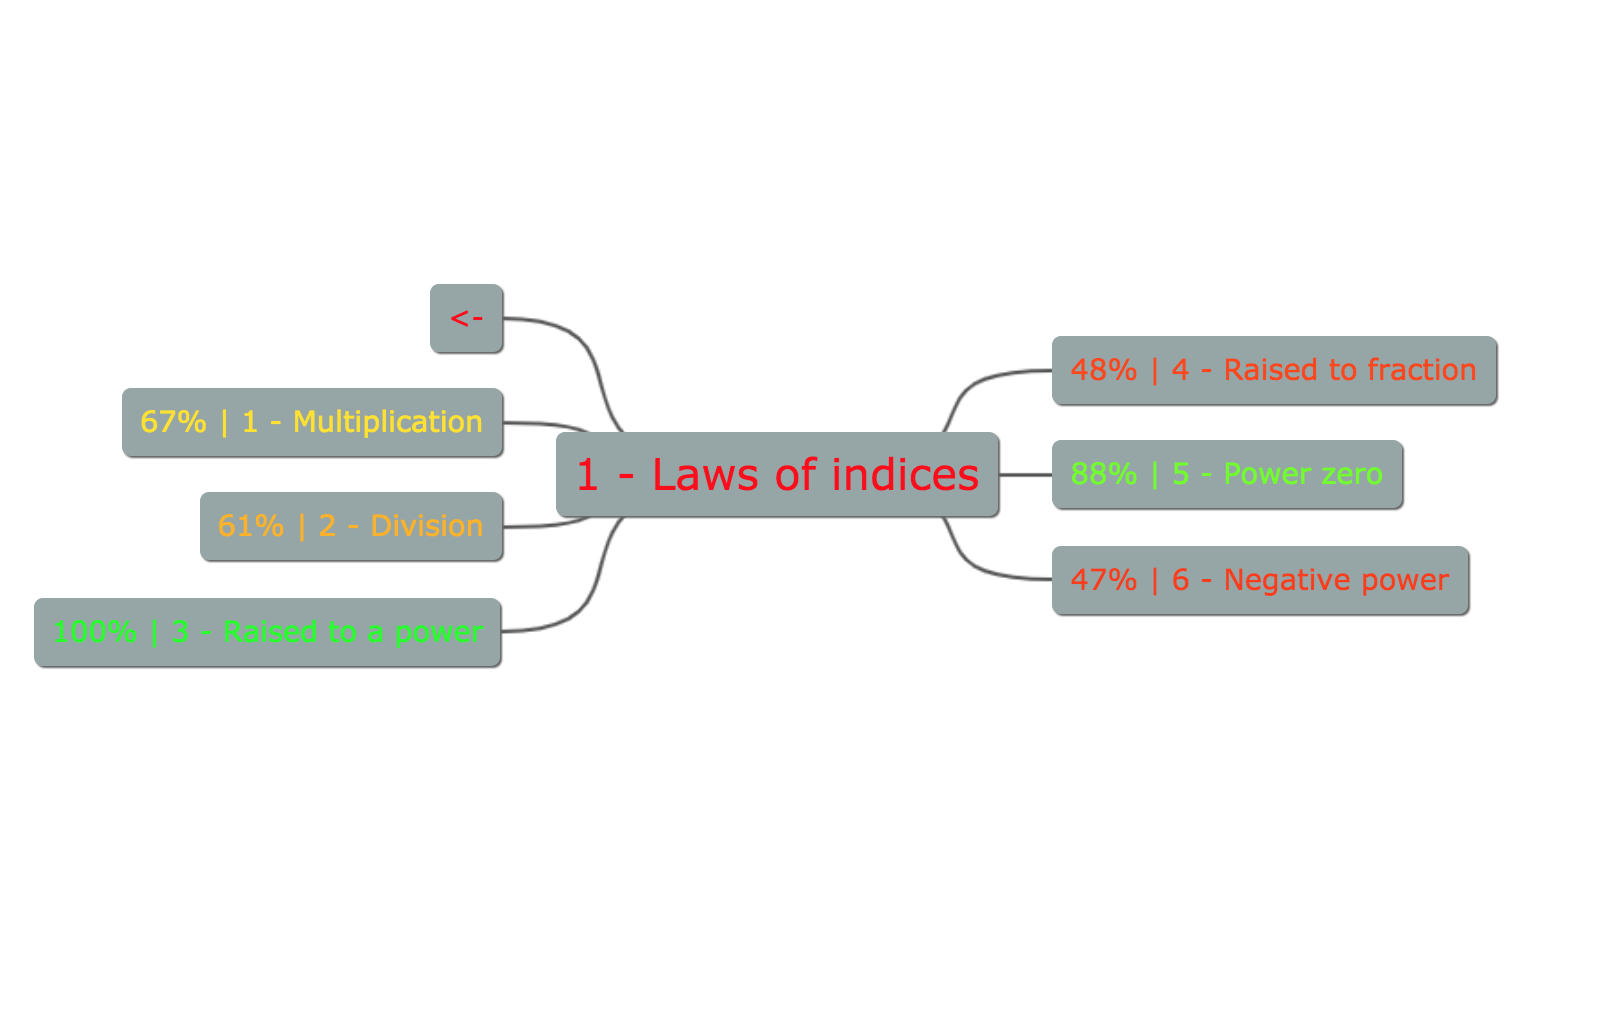 <-
67% | 1 - Multiplication
61% | 2 - Division
100% | 3 - Raised to a power
1 - Laws of indices
48% | 4 - Raised to fraction
88% | 5 - Power zero
47% | 6 - Negative power